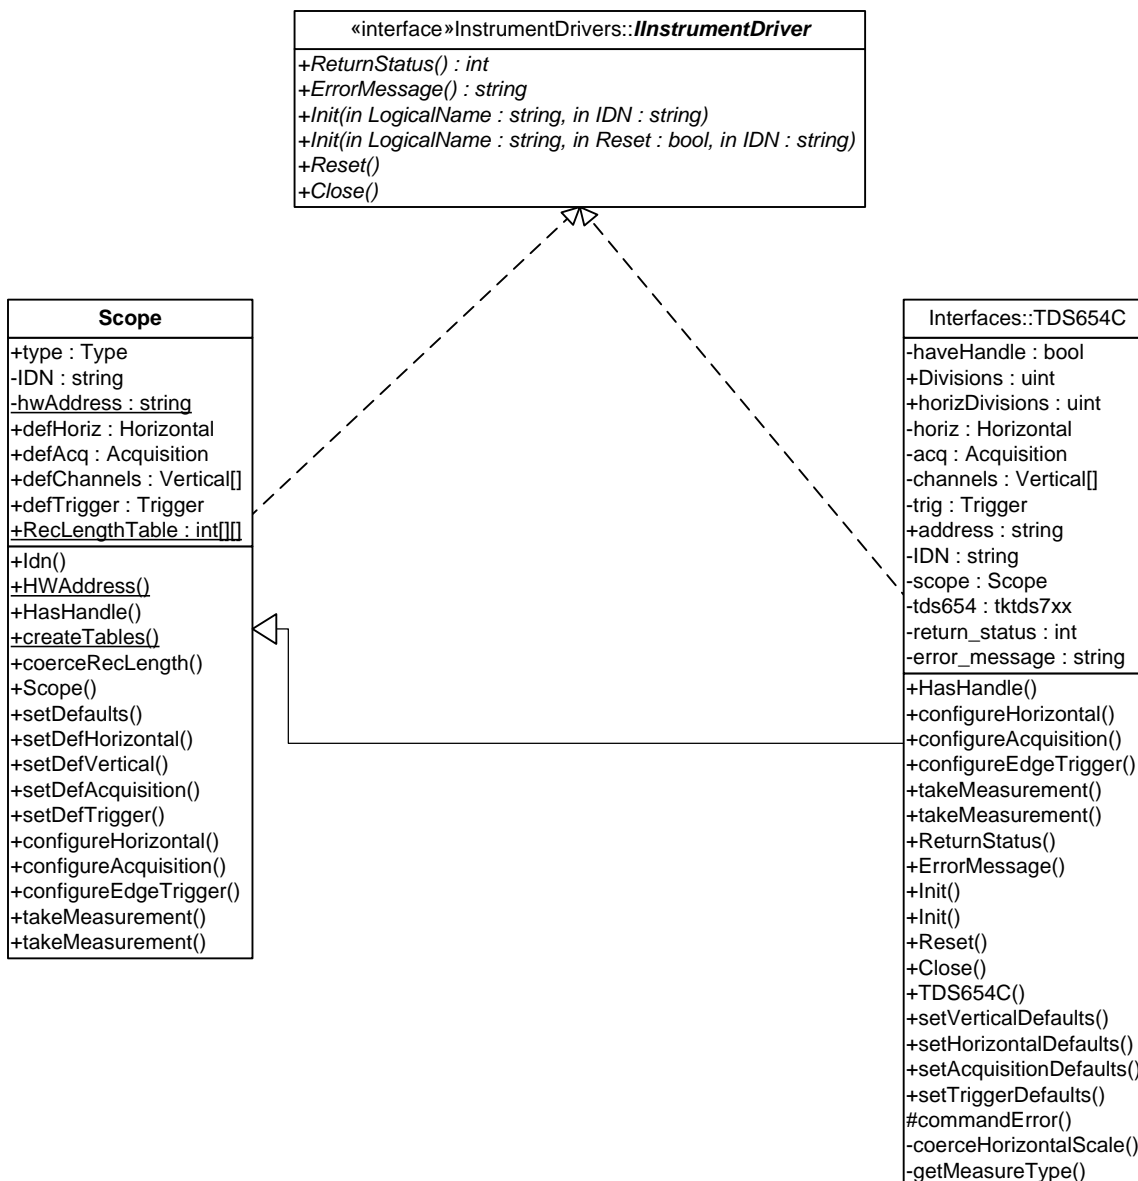 «interface»InstrumentDrivers::IInstrumentDriver
+ReturnStatus() : int
+ErrorMessage() : string
+Init(in LogicalName : string, in IDN : string)
+Init(in LogicalName : string, in Reset : bool, in IDN : string)
+Reset()
+Close()
Scope
+type : Type
-IDN : string
-hwAddress : string
+defHoriz : Horizontal
+defAcq : Acquisition
+defChannels : Vertical[]
+defTrigger : Trigger
+RecLengthTable : int[][]
+Idn()
+HWAddress()
+HasHandle()
+createTables()
+coerceRecLength()
+Scope()
+setDefaults()
+setDefHorizontal()
+setDefVertical()
+setDefAcquisition()
+setDefTrigger()
+configureHorizontal()
+configureAcquisition()
+configureEdgeTrigger()
+takeMeasurement()
+takeMeasurement()
Interfaces::TDS654C
-haveHandle : bool
+Divisions : uint
+horizDivisions : uint
-horiz : Horizontal
-acq : Acquisition
-channels : Vertical[]
-trig : Trigger
+address : string
-IDN : string
-scope : Scope
-tds654 : tktds7xx
-return_status : int
-error_message : string
+HasHandle()
+configureHorizontal()
+configureAcquisition()
+configureEdgeTrigger()
+takeMeasurement()
+takeMeasurement()
+ReturnStatus()
+ErrorMessage()
+Init()
+Init()
+Reset()
+Close()
+TDS654C()
+setVerticalDefaults()
+setHorizontalDefaults()
+setAcquisitionDefaults()
+setTriggerDefaults()
#commandError()
-coerceHorizontalScale()
-getMeasureType()